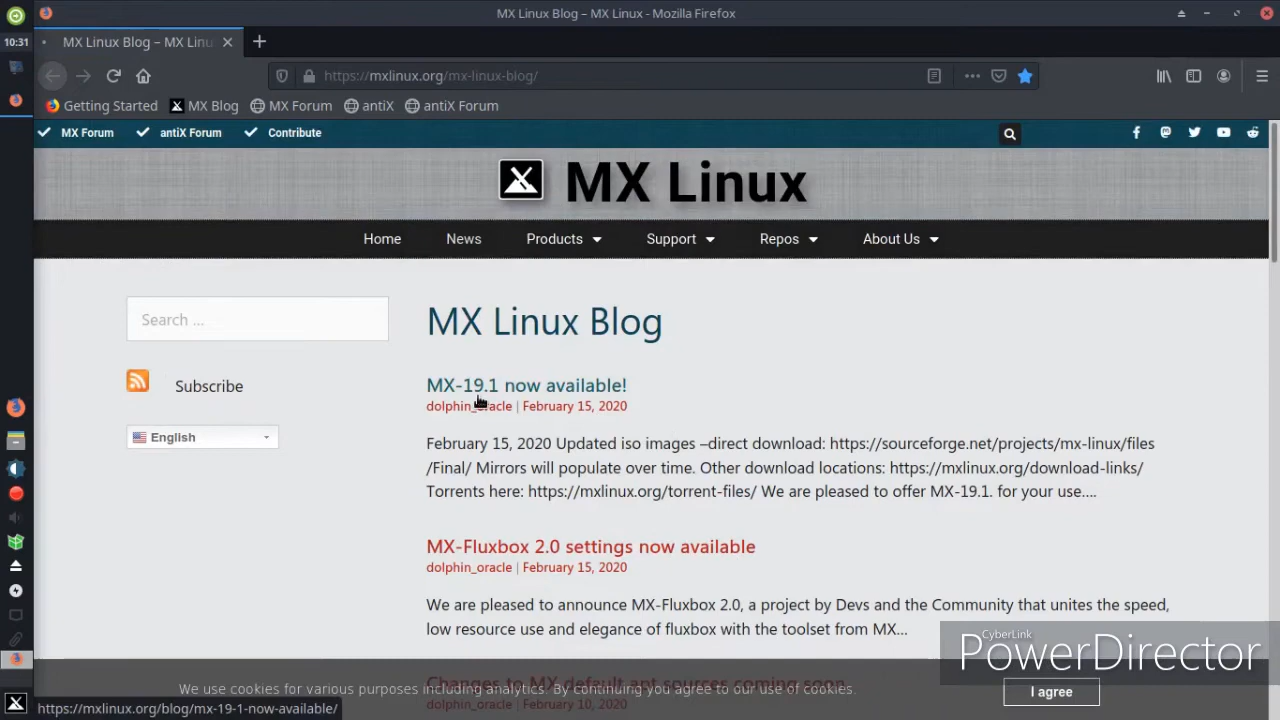 MX Linux Blog – MX Linux - Mozilla Firefox
10:31
MX Linux Blog – MX Linu
https://mxlinux.org/mx-linux-blog/
Getting Started MX Blog MX Forum antiX antiX Forum
MX Forum antiX Forum Contribute
MX Linux
Home News Products Support Repos About Us
Search ...
Subscribe
English
MX Linux Blog
MX-19.1 now available!
dolphin_oracle | February 15, 2020
February 15, 2020 Updated iso images –direct download: https://sourceforge.net/projects/mx-linux/files
/Final/ Mirrors will populate over time. Other download locations: https://mxlinux.org/download-links/
Torrents here: https://mxlinux.org/torrent-files/ We are pleased to offer MX-19.1. for your use....
MX-Fluxbox 2.0 settings now available
dolphin_oracle | February 15, 2020
We are pleased to announce MX-Fluxbox 2.0, a project by Devs and the Community that unites the speed,
low resource use and elegance of fluxbox with the toolset from MX...
CyberLink
PowerDirector
Changes to MX default apt sources coming soon
We use cookies for various purposes including analytics. By continuing you agree to our use of cookies.
I agree
dolphin_oracle | February 10, 2020
https://mxlinux.org/blog/mx-19-1-now-available/